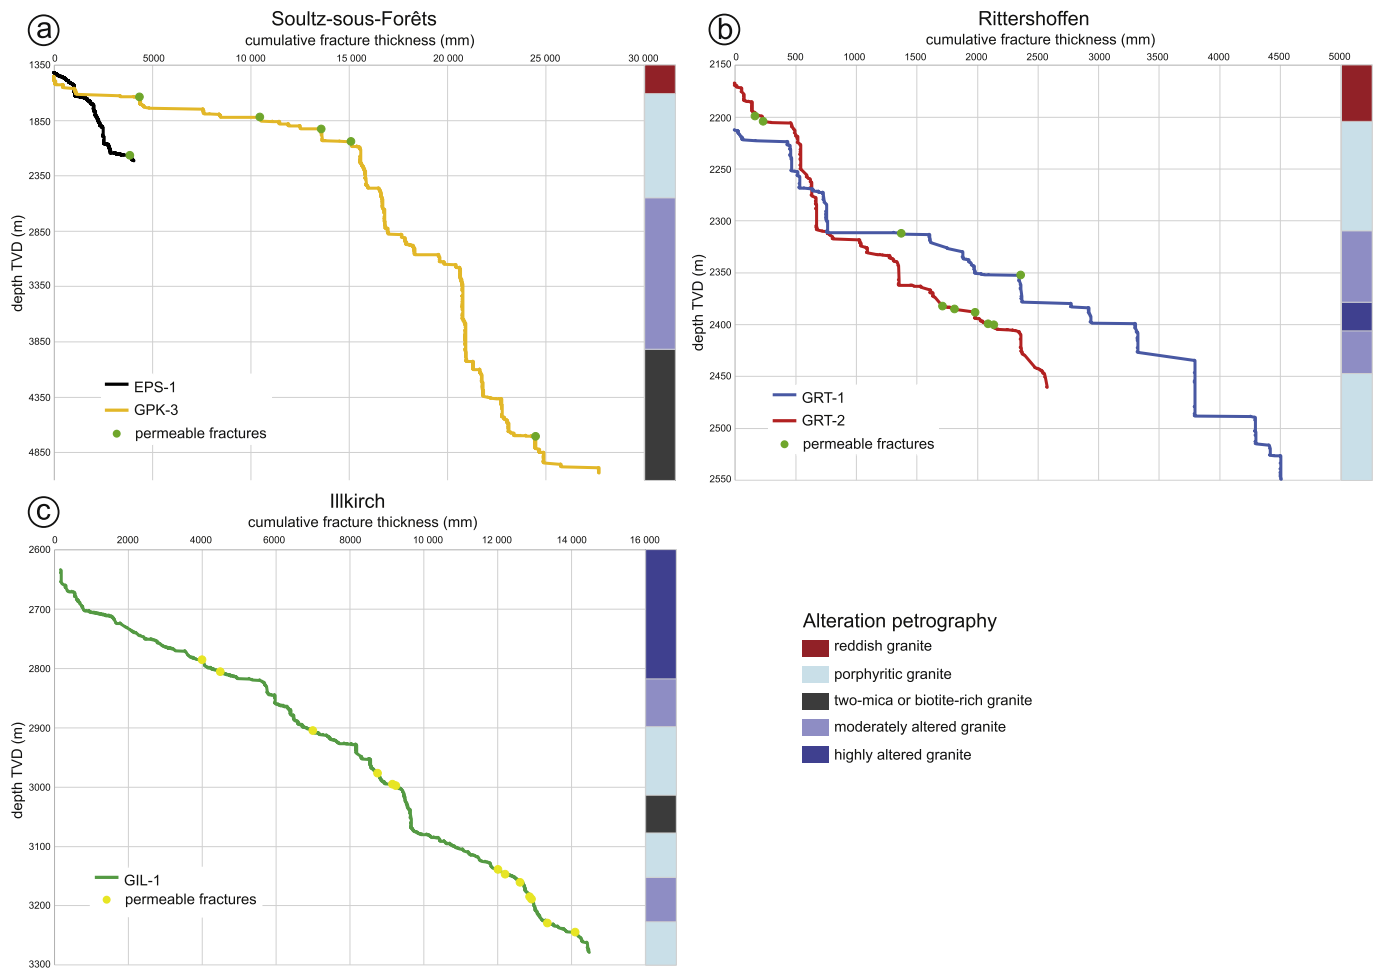 a
Soultz-sous-Forêts
cumulative fracture thickness (mm)
0 5000 10 000 15 000 20 000 25 000 30 000
1350
1850
2350
2850
3350
3850
4350
4850
depth TVD (m)
EPS-1
GPK-3
permeable fractures
b
Rittershoffen
cumulative fracture thickness (mm)
0 500 1000 1500 2000 2500 3000 3500 4000 4500 5000
2150
2200
2250
2300
2350
2400
2450
2500
2550
depth TVD (m)
GRT-1
GRT-2
permeable fractures
c
Illkirch
cumulative fracture thickness (mm)
0 2000 4000 6000 8000 10 000 12 000 14 000 16 000
2600
2700
2800
2900
3000
3100
3200
3300
depth TVD (m)
GIL-1
permeable fractures
Alteration petrography
reddish granite
porphyritic granite
two-mica or biotite-rich granite
moderately altered granite
highly altered granite